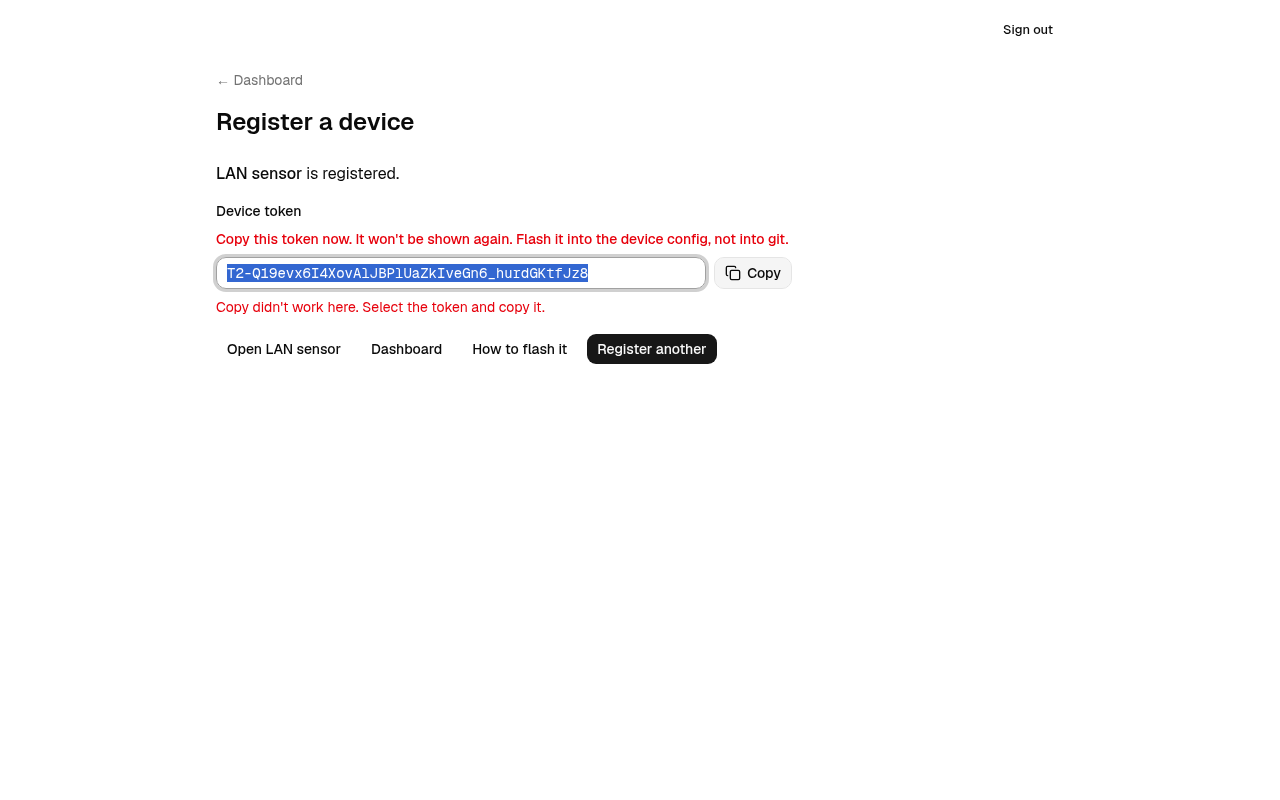 Sign out
← Dashboard
Register a device
LAN sensor is registered.
Device token
Copy this token now. It won't be shown again. Flash it into the device config, not into git.
T2-Q19evx6I4XovAlJBPlUaZkIveGn6_hurdGKtfJz8
Copy
Copy didn't work here. Select the token and copy it.
Open LAN sensor
Dashboard
How to flash it
Register another